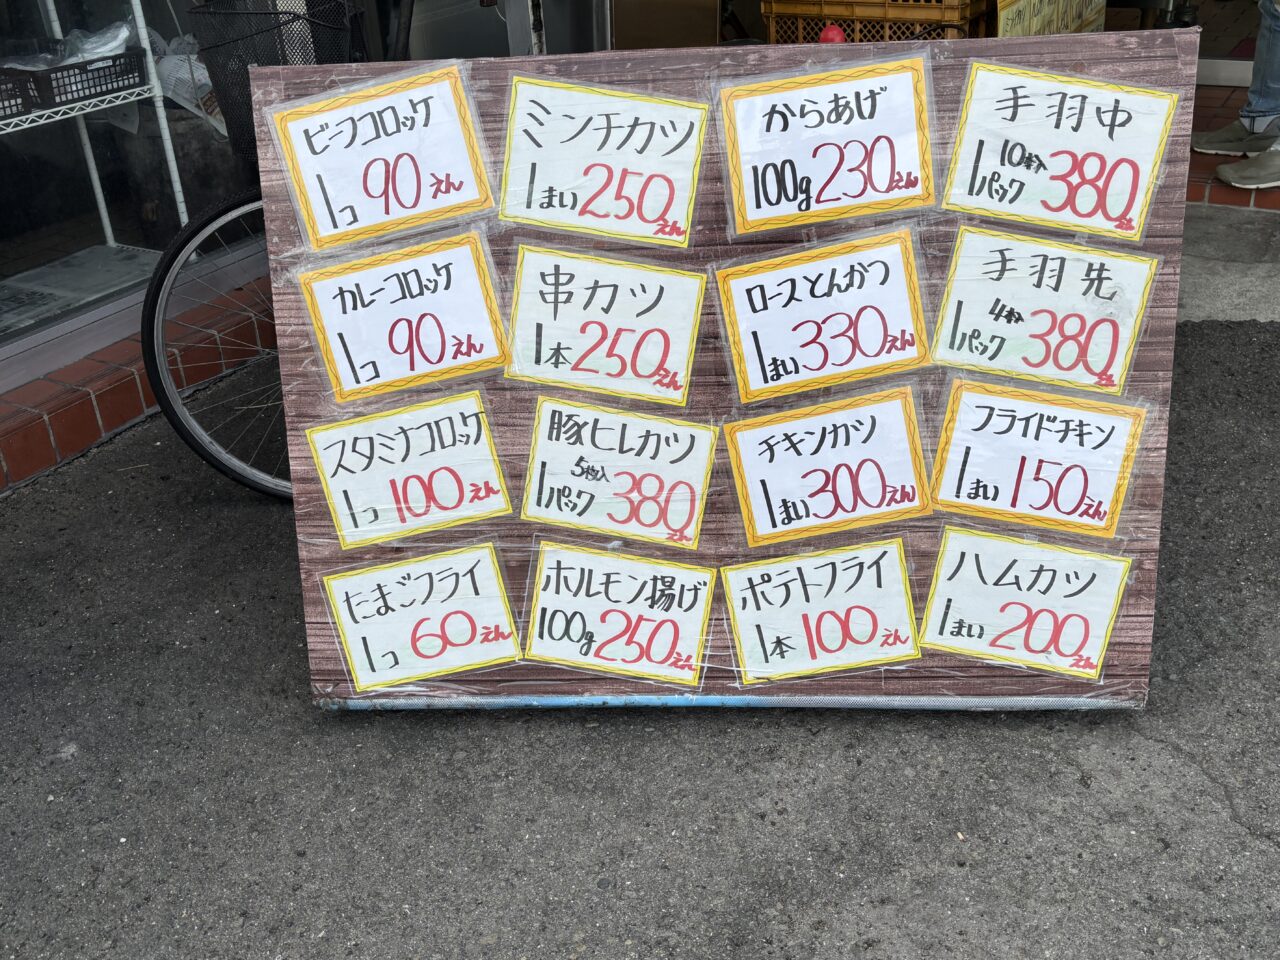 ビーフコロッケ
1コ 90えん
ミンチカツ
1まい 250えん
からあげ
100g 230えん
手羽中
10本入
1パック 380えん
カレーコロッケ
1コ 90えん
串カツ
1本 250えん
ロースとんかつ
1まい 330えん
手羽先
4本入
1パック 380えん
スタミナコロッケ
1コ 100えん
豚ヒレカツ
5枚入
1パック 380えん
チキンカツ
1まい 300えん
フライドチキン
1まい 150えん
たまごフライ
1コ 60えん
ホルモン揚げ
100g 250えん
ポテトフライ
1本 100えん
ハムカツ
1まい 200えん